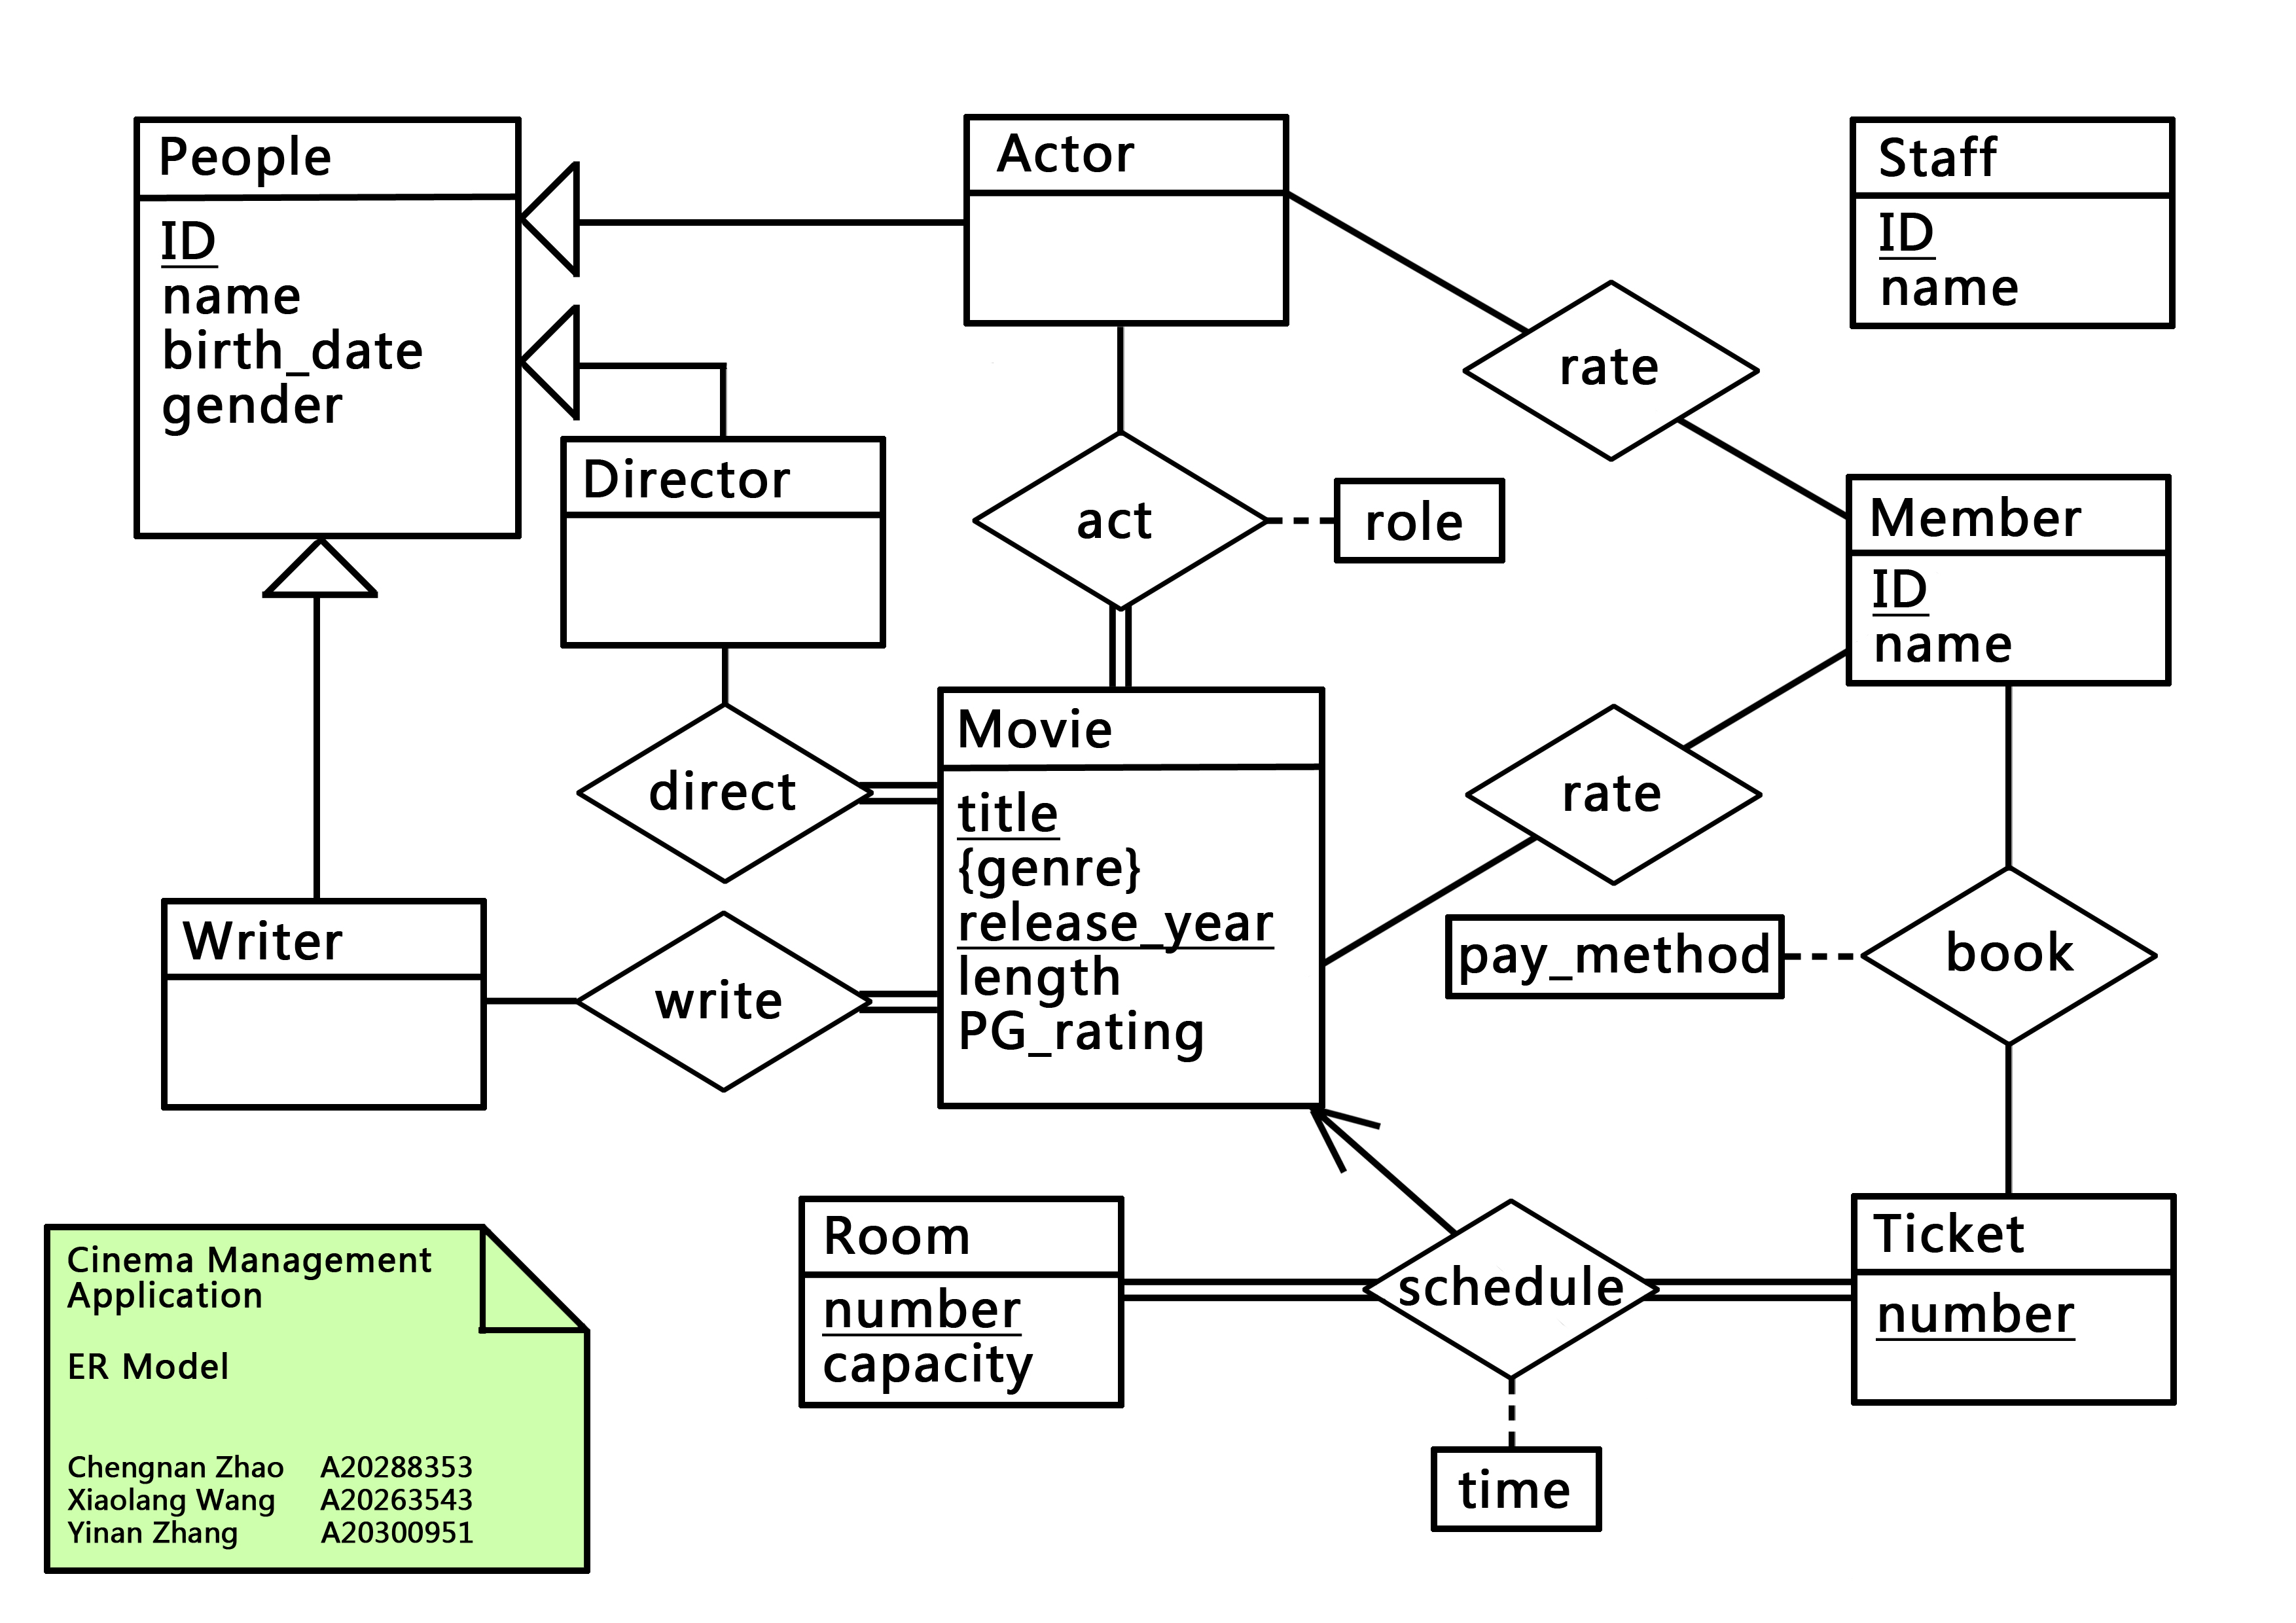 People
ID
name
birth_date
gender
Actor
Staff
ID
name
rate
Director
act
role
Member
ID
name
direct
Movie
title
{genre}
release_year
length
PG_rating
rate
Writer
write
pay_method
book
Room
number
capacity
schedule
Ticket
number
time
Cinema Management
Application
ER Model
Chengnan Zhao A20288353
Xiaolang Wang A20263543
Yinan Zhang A20300951